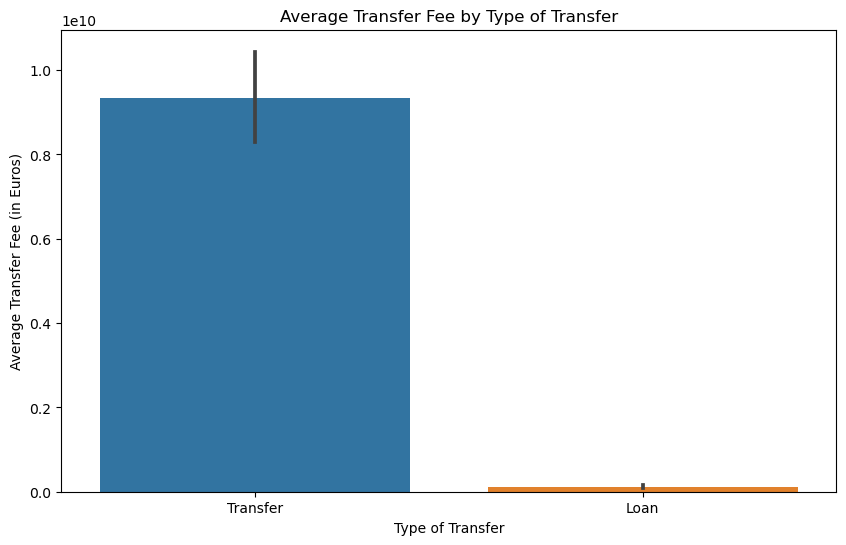 Average Transfer Fee by Type of Transfer
1e10
1.0
0.8
0.6
0.4
0.2
0.0
Average Transfer Fee (in Euros)
Transfer
Loan
Type of Transfer